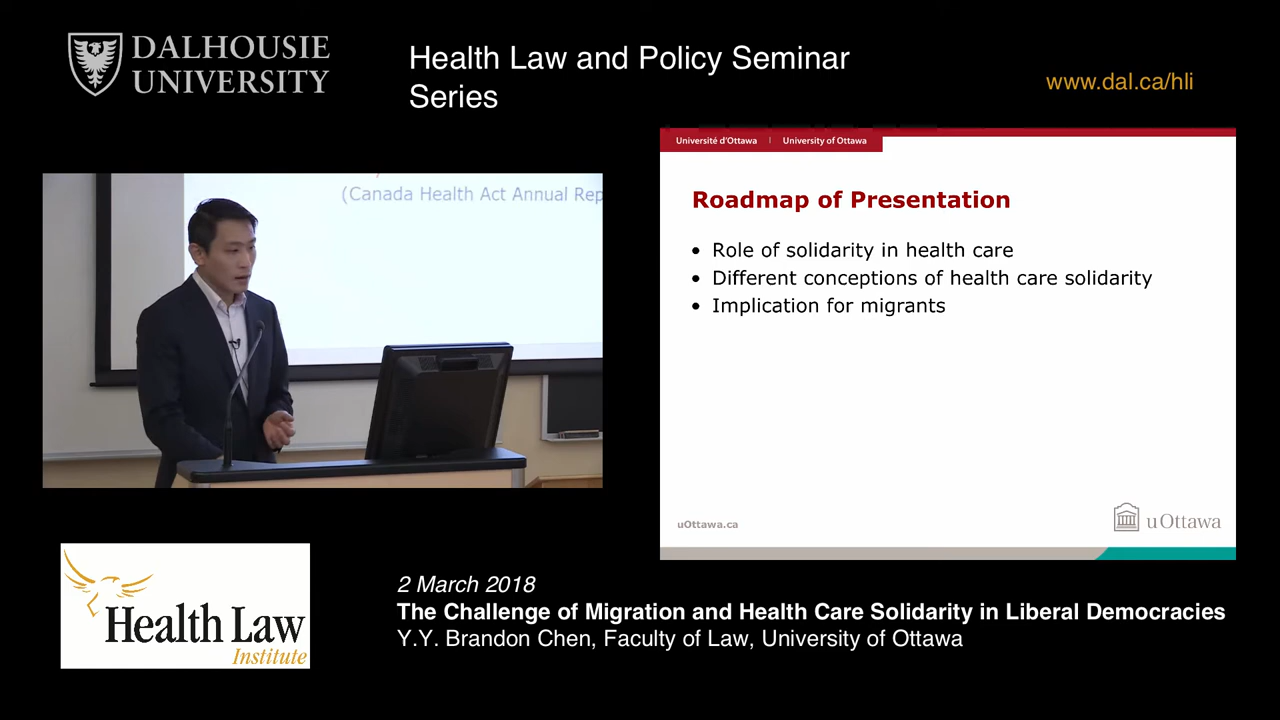 DALHOUSIE
UNIVERSITY
Health Law and Policy Seminar
Series
www.dal.ca/hli
(Canada Health Act Annual Rep
Université d'Ottawa | University of Ottawa
Roadmap of Presentation
• Role of solidarity in health care
• Different conceptions of health care solidarity
• Implication for migrants
uOttawa.ca
uOttawa
Health Law
Institute
2 March 2018
The Challenge of Migration and Health Care Solidarity in Liberal Democracies
Y.Y. Brandon Chen, Faculty of Law, University of Ottawa